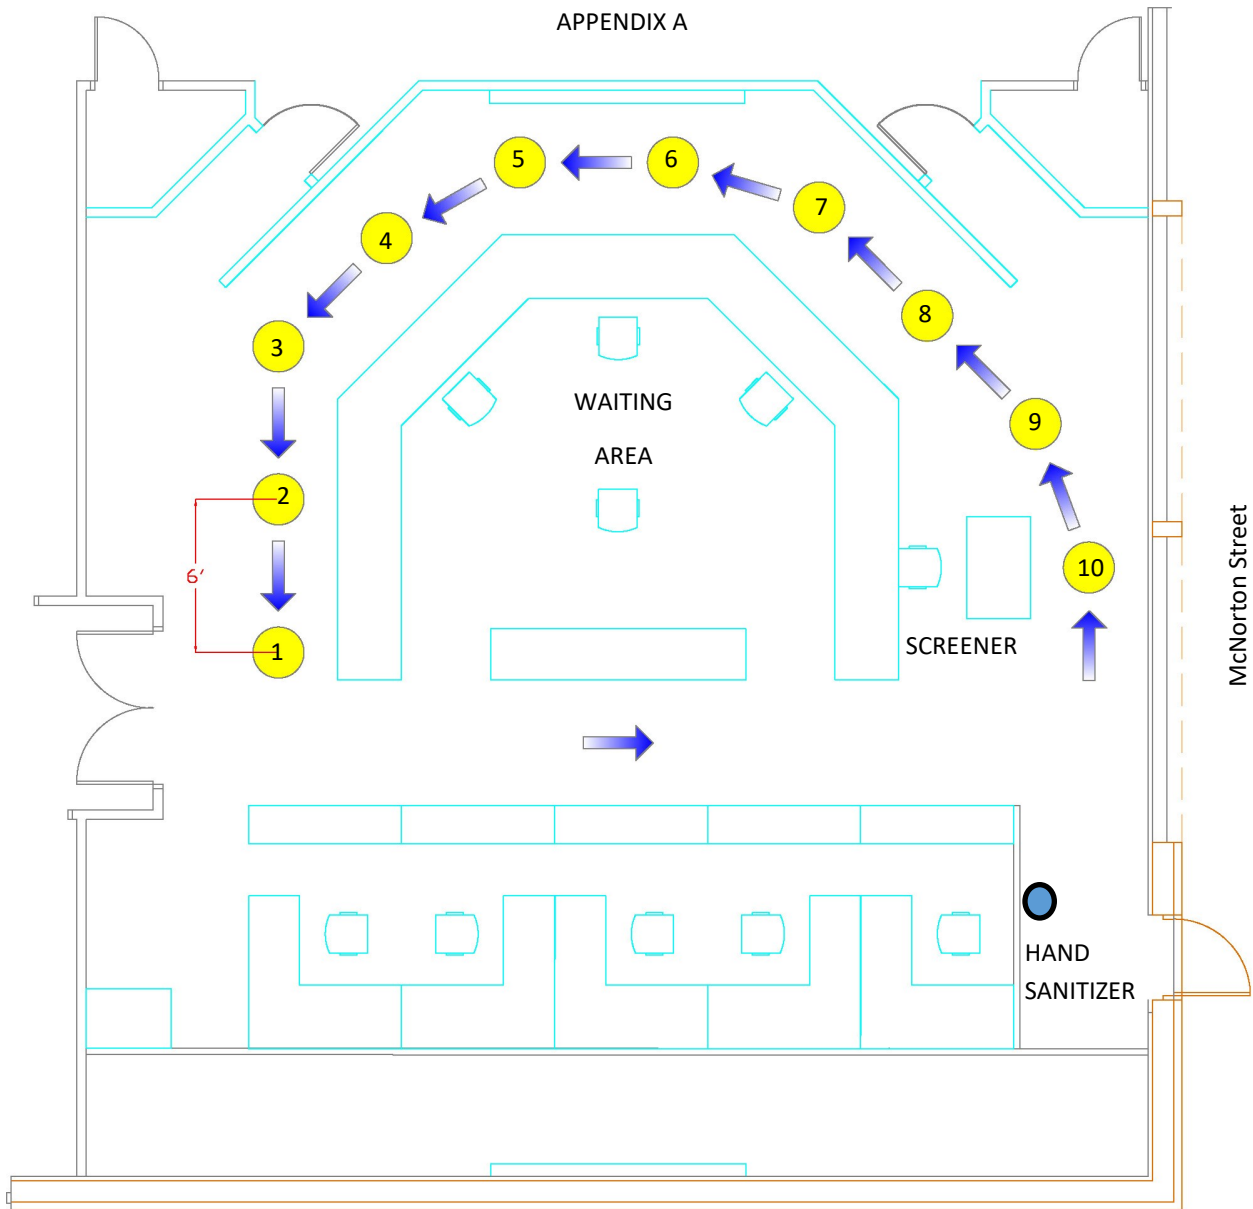 APPENDIX A
5
6
7
4
8
3
WAITING
9
AREA
2
McNorton Street
10
6'
SCREENER
1
HAND
SANITIZER